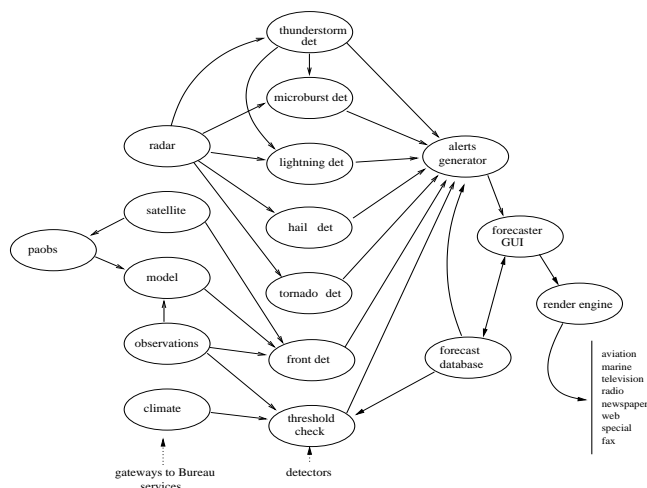 thunderstorm
det
microburst det
radar
lightning det
alerts
generator
satellite
hail det
forecaster
GUI
paobs
model
tornado det
render engine
observations
front det
forecast
database
aviation
marine
television
radio
newspaper
web
special
fax
climate
threshold
check
gateways to Bureau
services
detectors